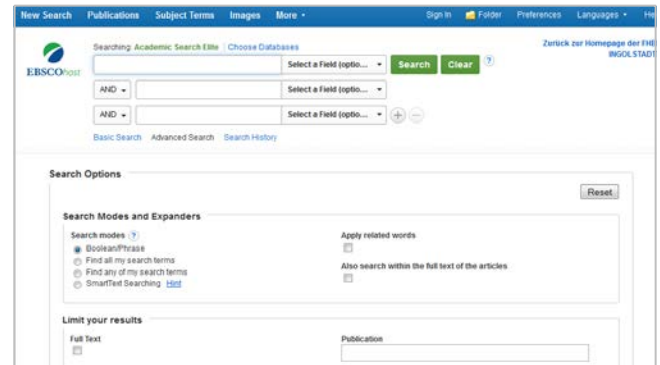 New Search Publications Subject Terms Images More Sign In Folder Preferences Languages He
Searching: Academic Search Elite Choose Databases
Zurück zur Homepage der FHB
INGOLSTADT
EBSCOhost
Select a Field (optio... Search Clear ?
AND Select a Field (optio...
AND Select a Field (optio... + −
Basic Search Advanced Search Search History
Search Options
Reset
Search Modes and Expanders
Search modes ?
Boolean/Phrase
Find all my search terms
Find any of my search terms
SmartText Searching Hint
Apply related words
Also search within the full text of the articles
Limit your results
Full Text
Publication